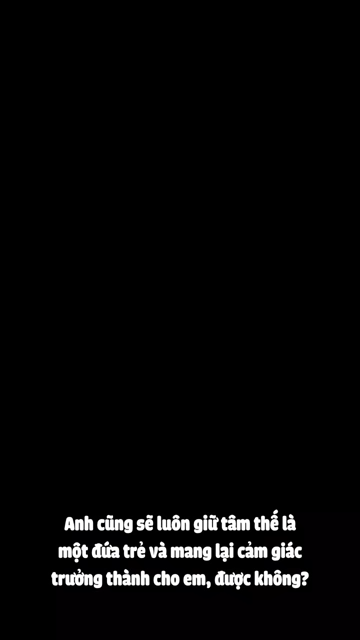 Anh cũng sẽ luôn giữ tâm thế là
một đứa trẻ và mang lại cảm giác
trưởng thành cho em, được không?